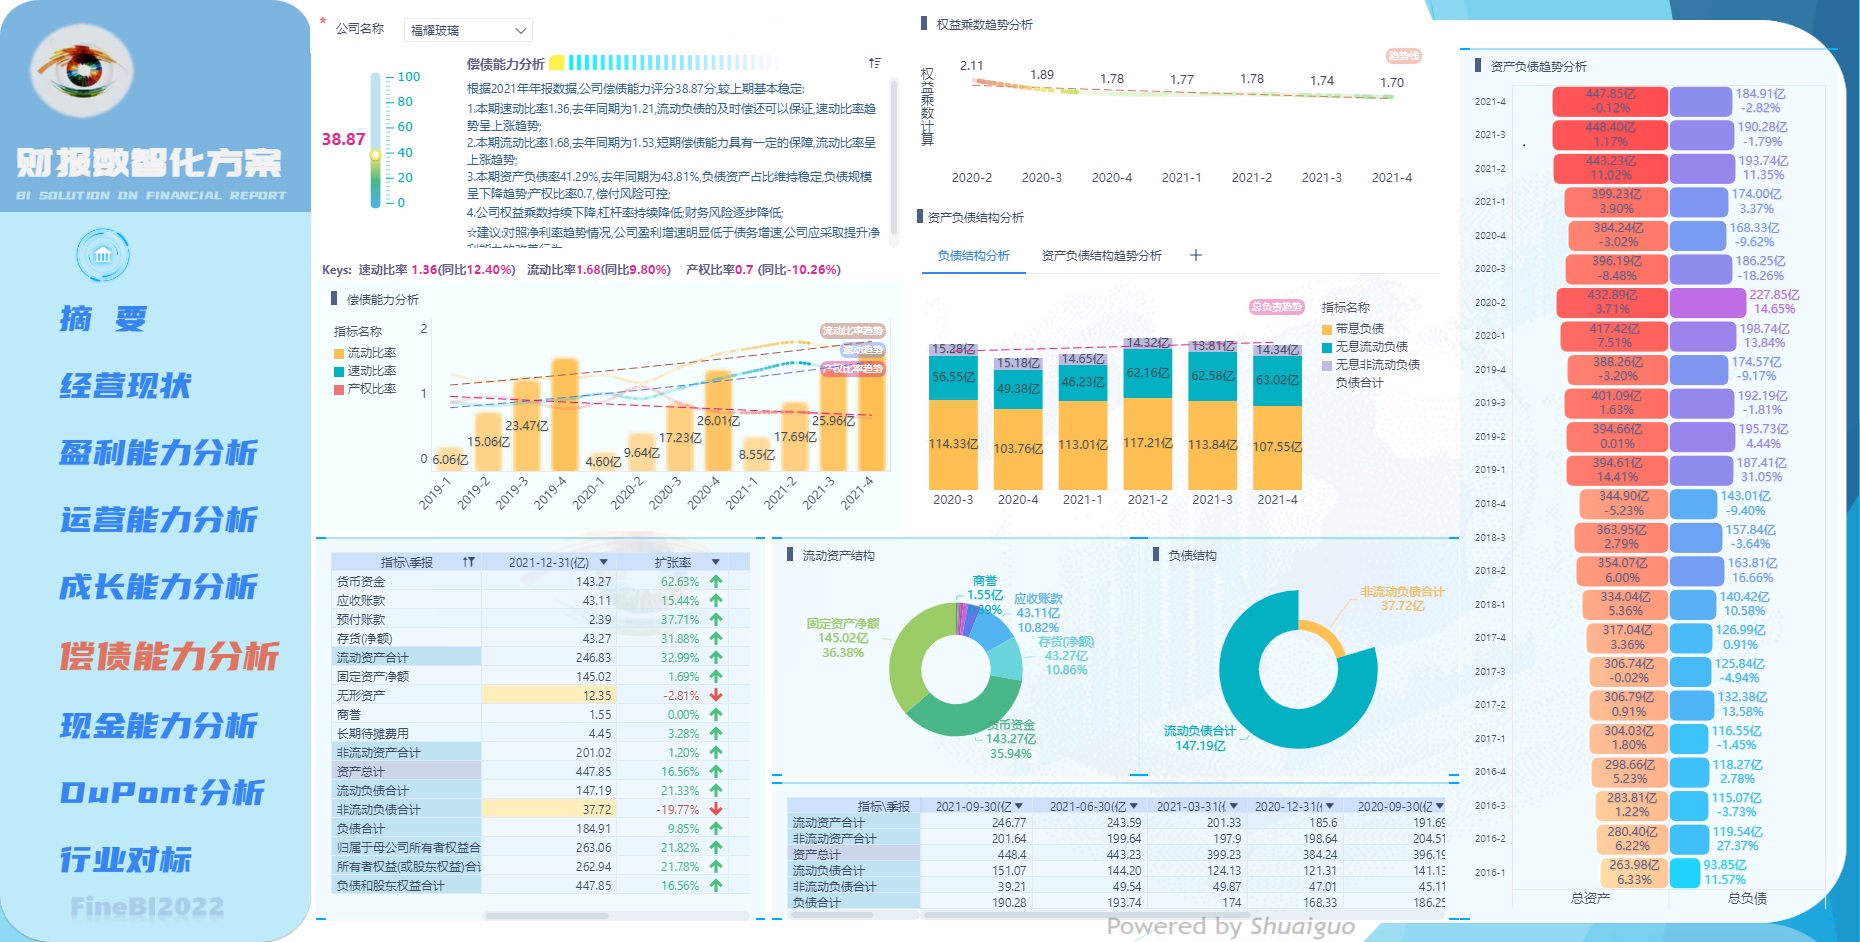 财报数智化方案
BI SOLUTION ON FINANCIAL REPORT
摘 要
经营现状
盈利能力分析
运营能力分析
成长能力分析
偿债能力分析
现金能力分析
DuPont分析
行业对标
FineBI2022
* 公司名称
福耀玻璃
38.87
100
80
60
40
20
0
偿债能力分析
根据2021年年报数据,公司偿债能力评分38.87分,较上期基本稳定:
1.本期速动比率1.36,去年同期为1.21,流动负债的及时偿还可以保证,速动比率趋
势呈上涨趋势;
2.本期流动比率1.68,去年同期为1.53,短期偿债能力具有一定的保障,流动比率呈
上涨趋势;
3.本期资产负债率41.29%,去年同期为43.81%,负债资产占比维持稳定,负债规模
呈下降趋势;产权比率0.7,偿付风险可控;
4.公司权益乘数持续下降,杠杆率持续降低;财务风险逐步降低;
☆建议:对照净利率趋势情况,公司盈利增速明显低于债务增速,公司应采取提升净
Keys: 速动比率 1.36(同比12.40%) 流动比率1.68(同比9.80%) 产权比率0.7 (同比-10.26%)
偿债能力分析
指标名称
流动比率
速动比率
产权比率
2
1
0
流动比率趋势
速动趋势
产权比率趋势
6.06亿
15.06亿
23.47亿
4.60亿
9.64亿
17.23亿
26.01亿
8.55亿
17.69亿
25.96亿
2019-1
2019-2
2019-3
2019-4
2020-1
2020-2
2020-3
2020-4
2021-1
2021-2
2021-3
2021-4
权益乘数趋势分析
趋势线
权益乘数计算
2.11
1.89
1.78
1.77
1.78
1.74
1.70
2020-2
2020-3
2020-4
2021-1
2021-2
2021-3
2021-4
资产负债结构分析
负债结构分析 资产负债结构趋势分析 +
总负责趋势
指标名称
带息负债
无息流动负债
无息非流动负债
负债合计
15.28亿 15.18亿 14.65亿 14.32亿 13.81亿 14.34亿
56.55亿 49.38亿 46.23亿 62.16亿 62.58亿 63.02亿
114.33亿 103.76亿 113.01亿 117.21亿 113.84亿 107.55亿
2020-3 2020-4 2021-1 2021-2 2021-3 2021-4
指标\季报 2021-12-31(亿) 扩张率
货币资金 143.27 62.63%
应收账款 43.11 15.44%
预付账款 2.39 37.71%
存货(净额) 43.27 31.88%
流动资产合计 246.83 32.99%
固定资产净额 145.02 1.69%
无形资产 12.35 -2.81%
商誉 1.55 0.00%
长期待摊费用 4.45 3.28%
非流动资产合计 201.02 1.20%
资产总计 447.85 16.56%
流动负债合计 147.19 21.33%
非流动负债合计 37.72 -19.77%
负债合计 184.91 9.85%
归属于母公司所有者权益合 263.06 21.82%
所有者权益(或股东权益)合计 262.94 21.78%
负债和股东权益合计 447.85 16.56%
流动资产结构
商誉
1.55亿
应收账款
43.11亿
10.82%
存货(净额)
43.27亿
10.86%
货币资金
143.27亿
35.94%
固定资产净额
145.02亿
36.38%
负债结构
非流动负债合计
37.72亿
流动负债合计
147.19亿
指标\季报 2021-09-30(亿 2021-06-30(亿 2021-03-31( 2020-12-31( 2020-09-30(亿
流动资产合计 246.77 243.59 201.33 185.6 191.69
非流动资产合计 201.64 199.64 197.9 198.64 204.51
资产总计 448.4 443.23 399.23 384.24 396.19
流动负债合计 151.07 144.20 124.13 121.31 141.13
非流动负债合计 39.21 49.54 49.87 47.01 45.11
负债合计 190.28 193.74 174 168.33 186.25
资产负债趋势分析
2021-4 447.85亿 -0.12% 184.91亿 -2.82%
2021-3 448.40亿 1.17% 190.28亿 -1.79%
2021-2 443.23亿 11.02% 193.74亿 11.35%
2021-1 399.23亿 3.90% 174.00亿 3.37%
2020-4 384.24亿 -3.02% 168.33亿 -9.62%
2020-3 396.19亿 -8.48% 186.25亿 -18.26%
2020-2 432.89亿 3.71% 227.85亿 14.65%
2020-1 417.42亿 7.51% 198.74亿 13.84%
2019-4 388.26亿 -3.20% 174.57亿 -9.17%
2019-3 401.09亿 1.63% 192.19亿 -1.81%
2019-2 394.66亿 0.01% 195.73亿 4.44%
2019-1 394.61亿 14.41% 187.41亿 31.05%
2018-4 344.90亿 -5.23% 143.01亿 -9.40%
2018-3 363.95亿 2.79% 157.84亿 -3.64%
2018-2 354.07亿 6.00% 163.81亿 16.66%
2018-1 334.04亿 5.36% 140.42亿 10.58%
2017-4 317.04亿 3.36% 126.99亿 0.91%
2017-3 306.74亿 -0.02% 125.84亿 -4.94%
2017-2 306.79亿 0.91% 132.38亿 13.58%
2017-1 304.03亿 1.80% 116.55亿 -1.45%
2016-4 298.66亿 5.23% 118.27亿 2.78%
2016-3 283.81亿 1.22% 115.07亿 -3.73%
2016-2 280.40亿 6.22% 119.54亿 27.37%
2016-1 263.98亿 6.33% 93.85亿 11.57%
总资产 总负债
Powered by Shuaiguo